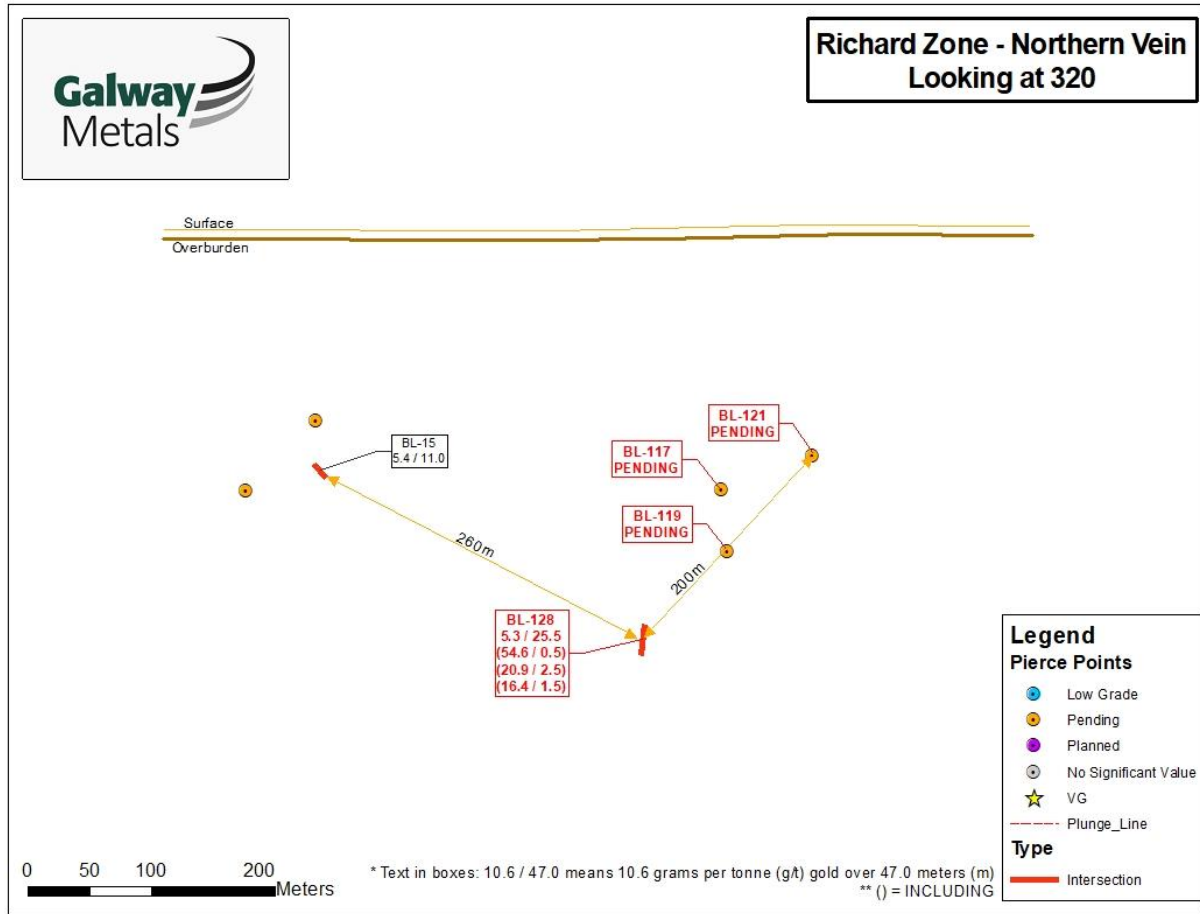 Galway
Metals
Richard Zone - Northern Vein
Looking at 320
Surface
Overburden
BL-15
5.4 / 11.0
BL-121
PENDING
BL-117
PENDING
BL-119
PENDING
260m
200m
BL-128
5.3 / 25.5
(54.6 / 0.5)
(20.9 / 2.5)
(16.4 / 1.5)
Legend
Pierce Points
Low Grade
Pending
Planned
No Significant Value
VG
Plunge_Line
Type
Intersection
0 50 100 200
Meters
* Text in boxes: 10.6 / 47.0 means 10.6 grams per tonne (g/t) gold over 47.0 meters (m)
** () = INCLUDING